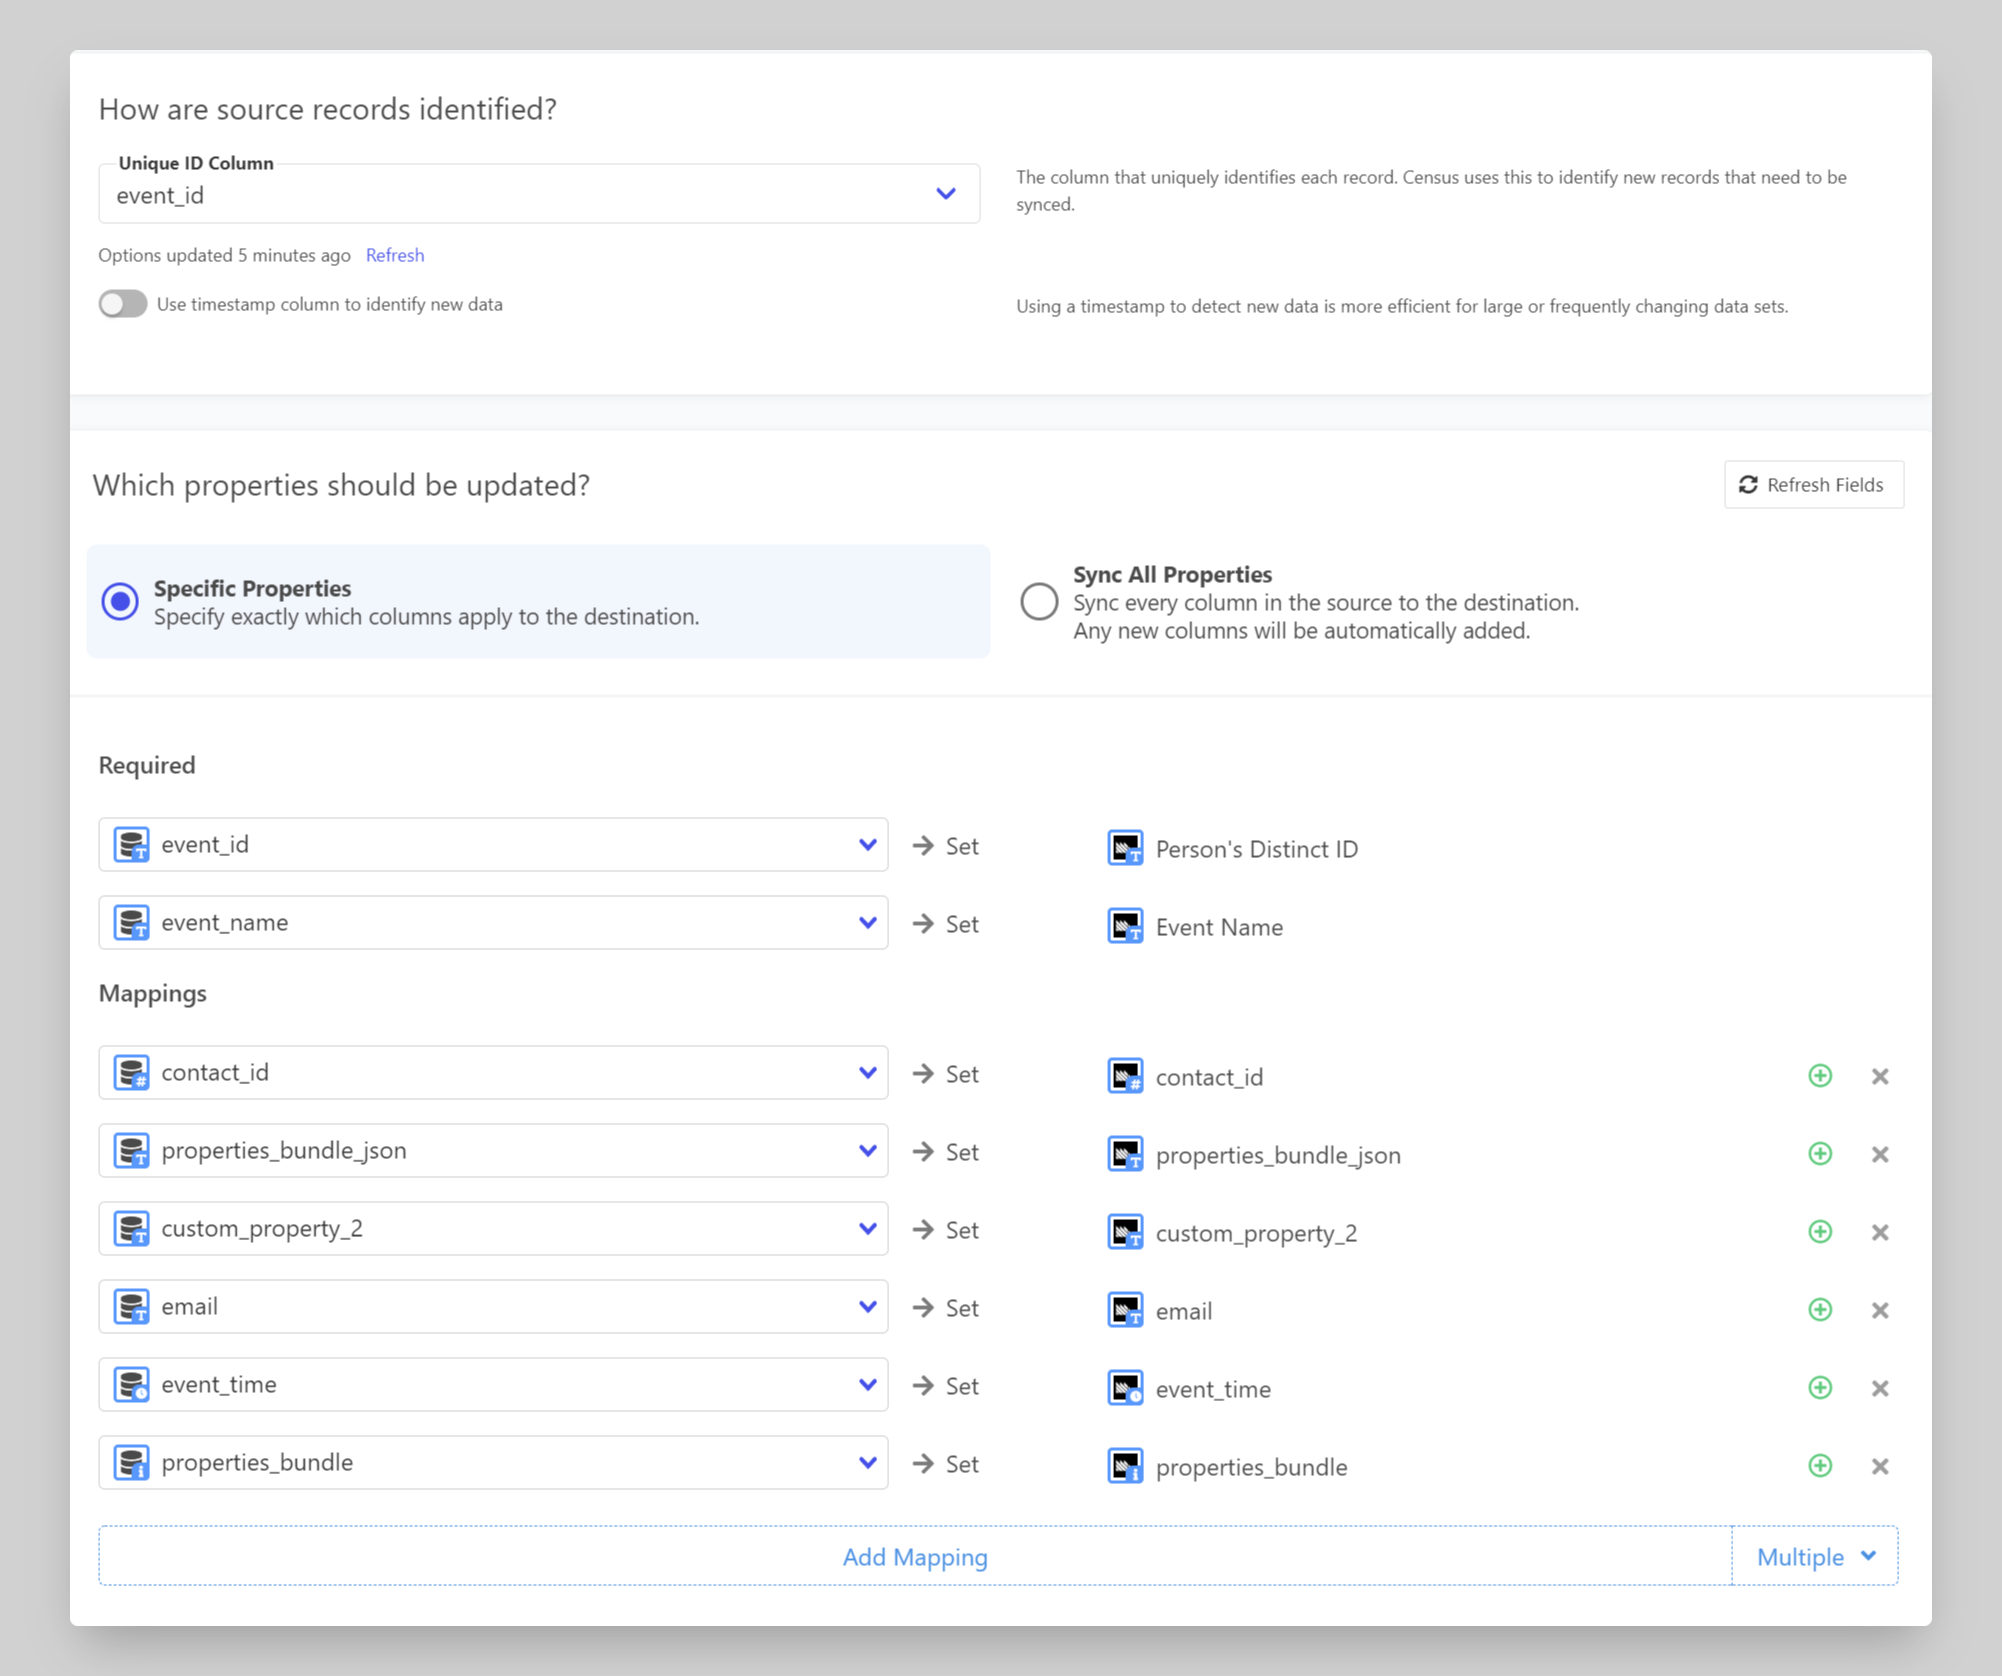 How are source records identified?
Unique ID Column
event_id
The column that uniquely identifies each record. Census uses this to identify new records that need to be
synced.
Options updated 5 minutes ago Refresh
Use timestamp column to identify new data
Using a timestamp to detect new data is more efficient for large or frequently changing data sets.
Which properties should be updated?
Refresh Fields
Specific Properties
Specify exactly which columns apply to the destination.
Sync All Properties
Sync every column in the source to the destination.
Any new columns will be automatically added.
Required
event_id → Set Person's Distinct ID
event_name → Set Event Name
Mappings
contact_id → Set contact_id
properties_bundle_json → Set properties_bundle_json
custom_property_2 → Set custom_property_2
email → Set email
event_time → Set event_time
properties_bundle → Set properties_bundle
Add Mapping Multiple